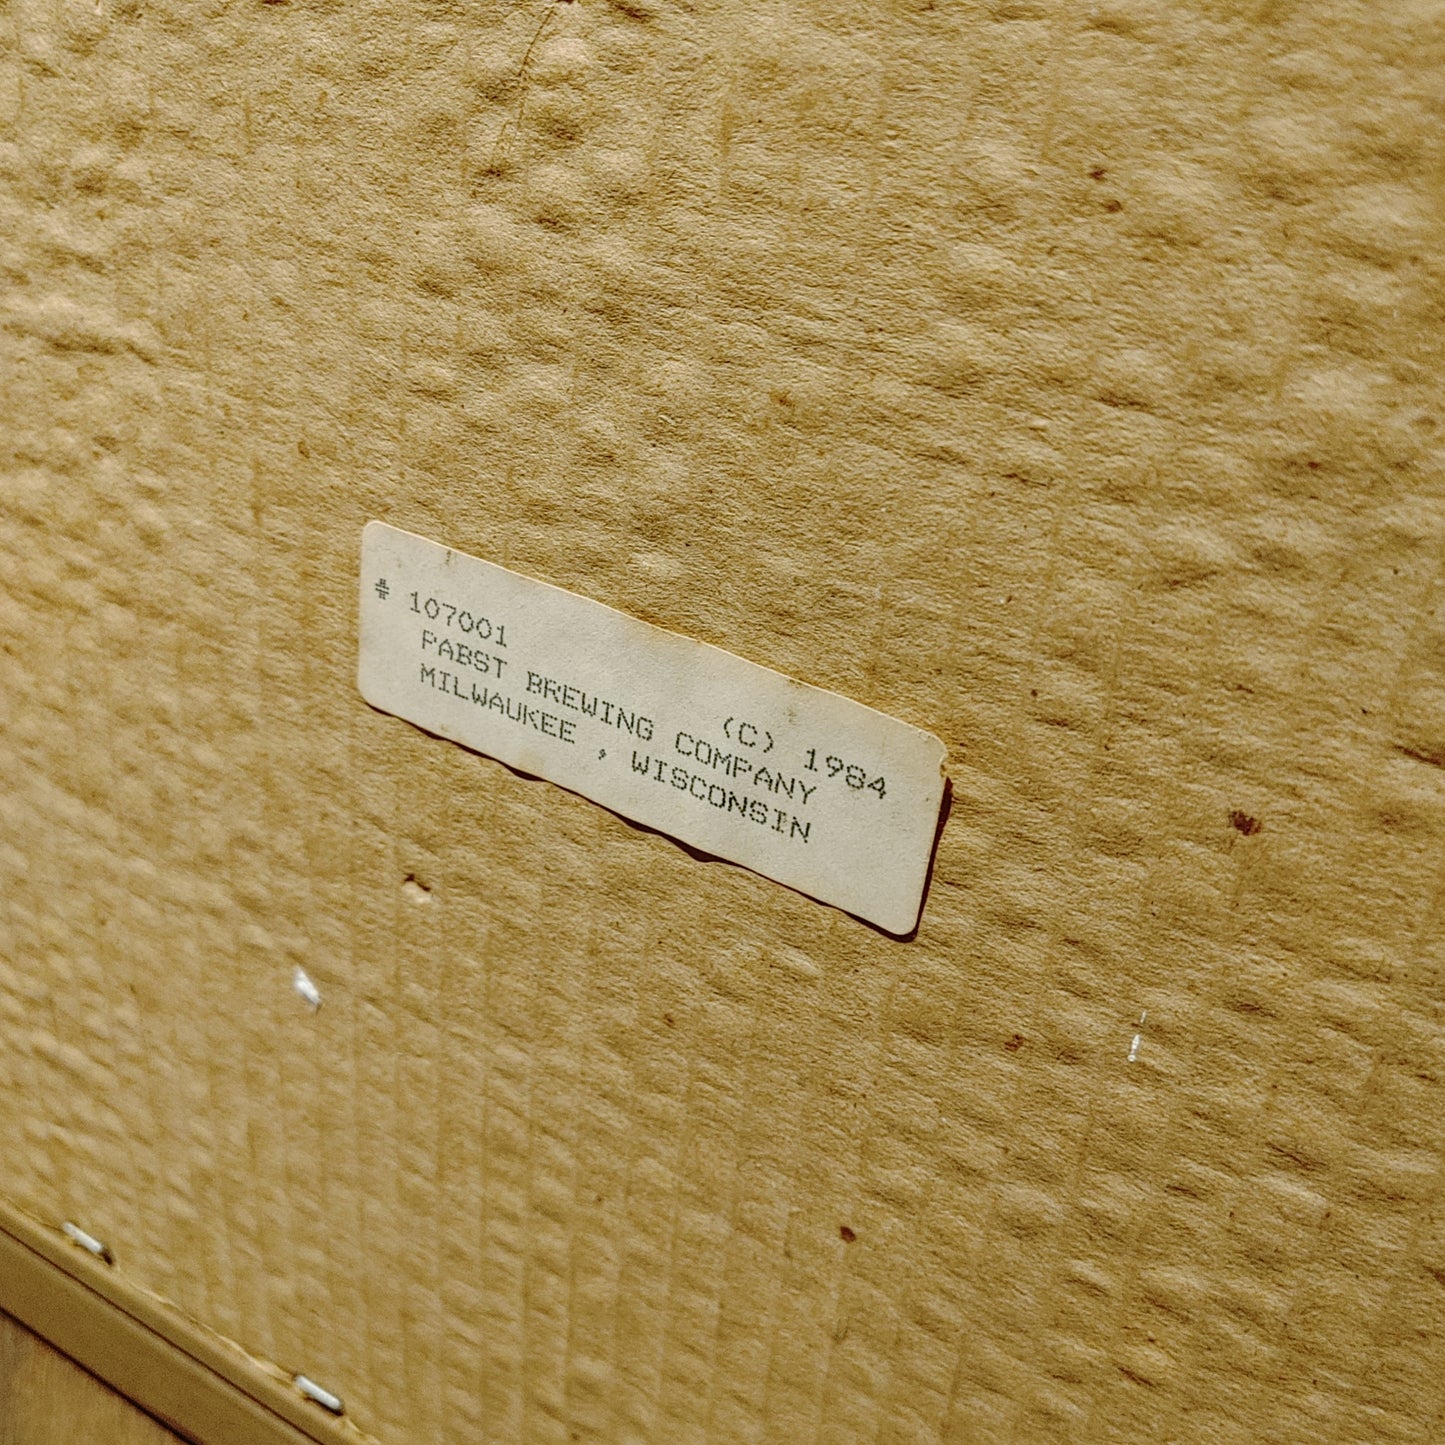 # 107001 (C) 1984
PABST BREWING COMPANY
MILWAUKEE , WISCONSIN